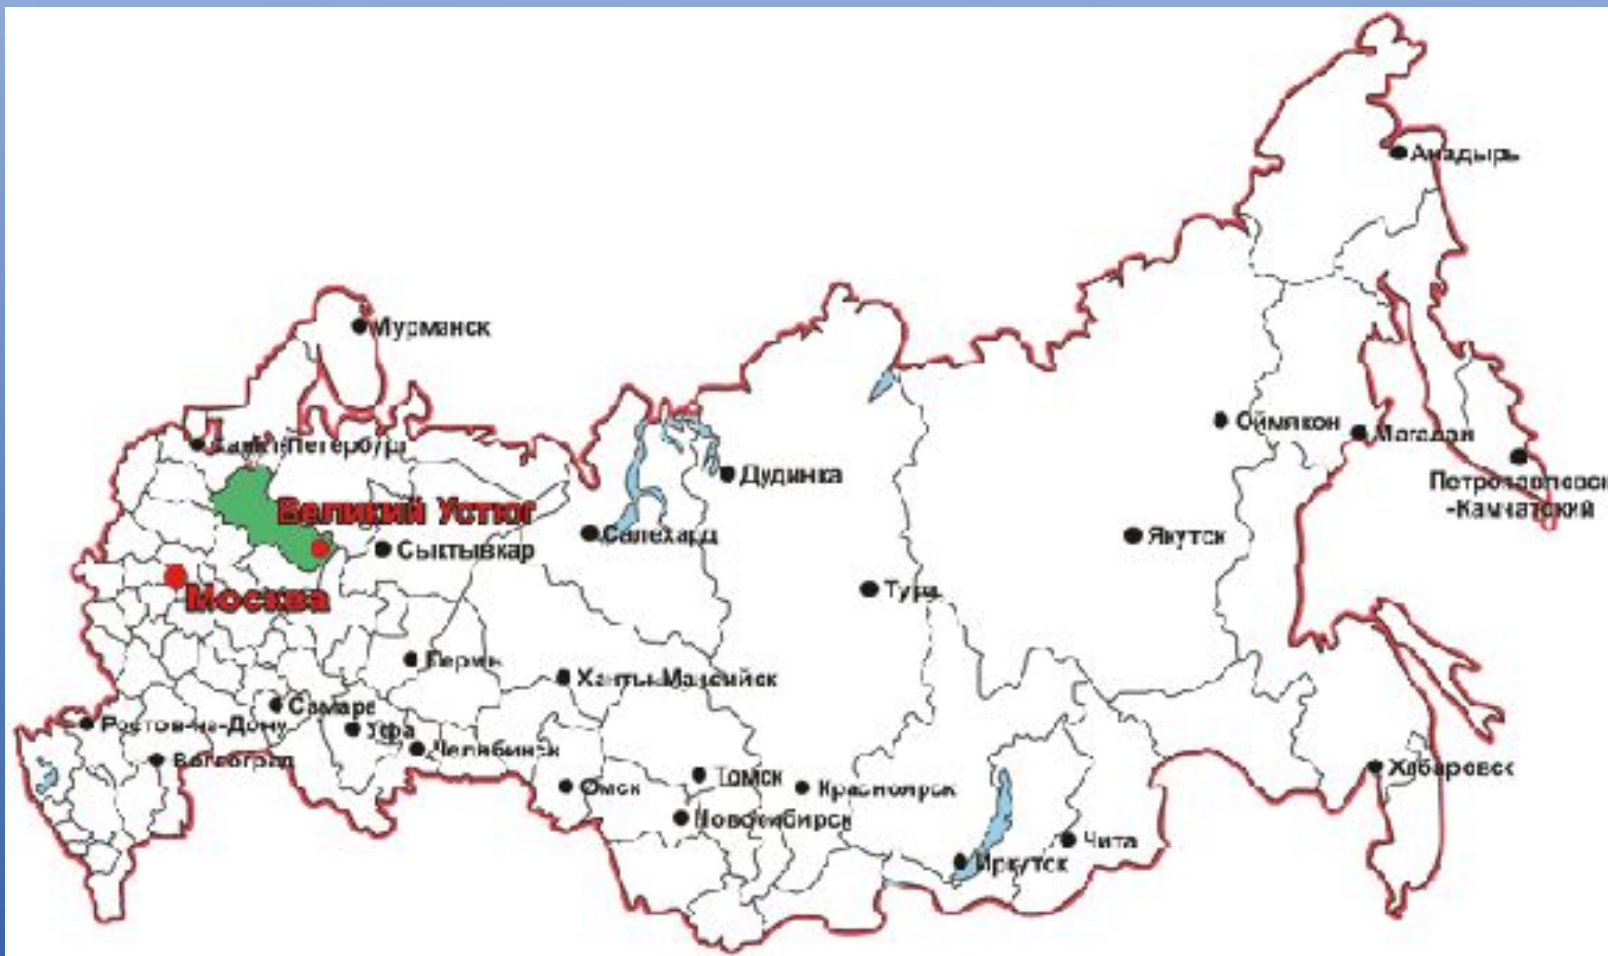 Анадырь
Мурманск
Оймякон
Магадан
Санкт-Петербург
Дудинка
Петропавловск
-Камчатский
Великий Устюг
Салехард
Якутск
Сыктывкар
Тура
Москва
Пермь
Ханты-Мансийск
Самара
Ростов-на-Дону
Уфа
Челябинск
Волгоград
Хабаровск
Томск
Омск
Красноярск
Новосибирск
Чита
Иркутск